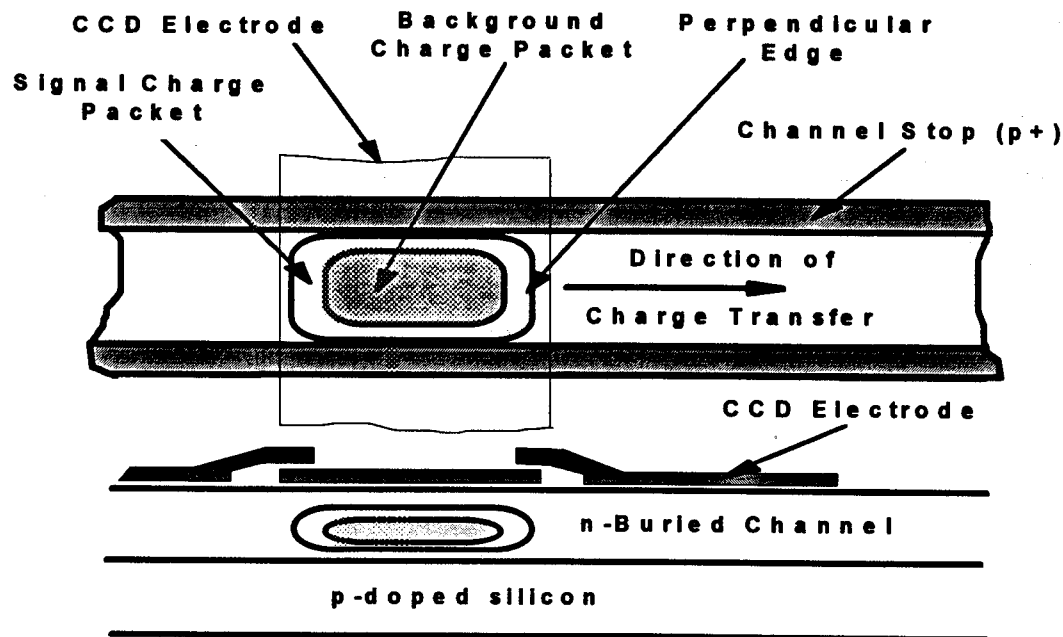 CCD Electrode
Background
Charge Packet
Perpendicular
Edge
Signal Charge
Packet
Channel Stop (p+)
Direction of
Charge Transfer
CCD Electrode
n-Buried Channel
p-doped silicon